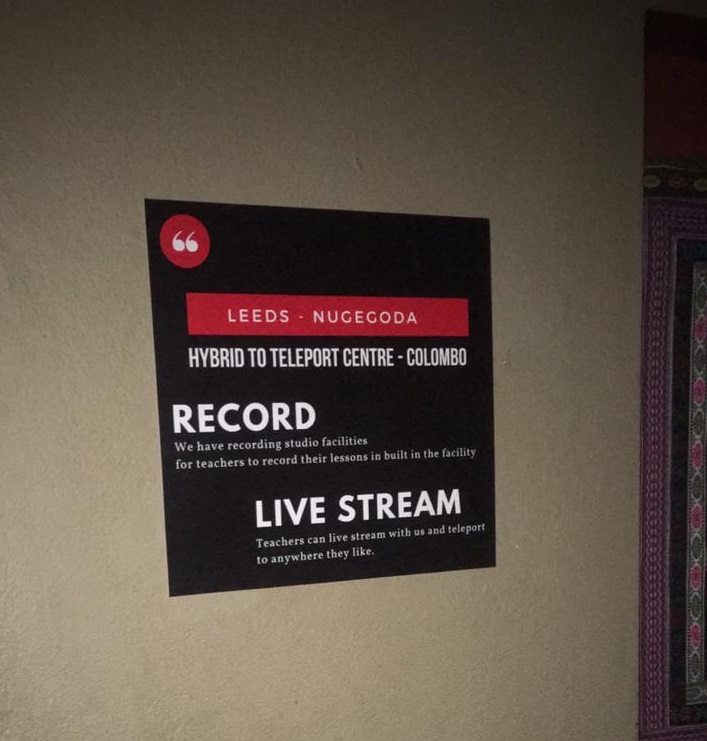 ❝
LEEDS - NUGEGODA
HYBRID TO TELEPORT CENTRE - COLOMBO
RECORD
We have recording studio facilities
for teachers to record their lessons in built in the facility
LIVE STREAM
Teachers can live stream with us and teleport
to anywhere they like.